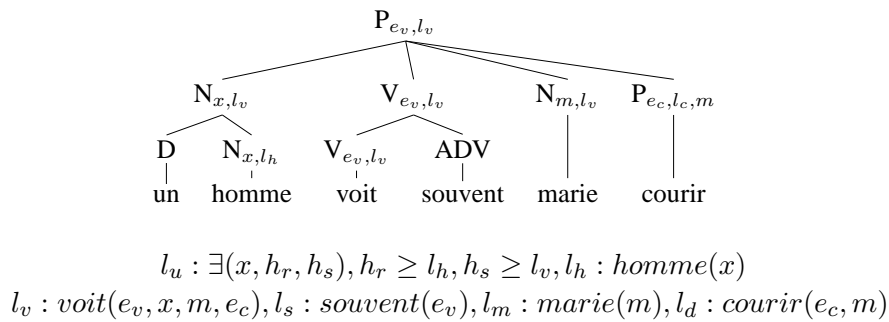 P_{e_v,l_v}
N_{x,l_v} V_{e_v,l_v} N_{m,l_v} P_{e_c,l_c,m}
D N_{x,l_h} V_{e_v,l_v} ADV
un homme voit souvent marie courir
l_u : ∃(x, h_r, h_s), h_r ≥ l_h, h_s ≥ l_v, l_h : homme(x)
l_v : voit(e_v, x, m, e_c), l_s : souvent(e_v), l_m : marie(m), l_d : courir(e_c, m)